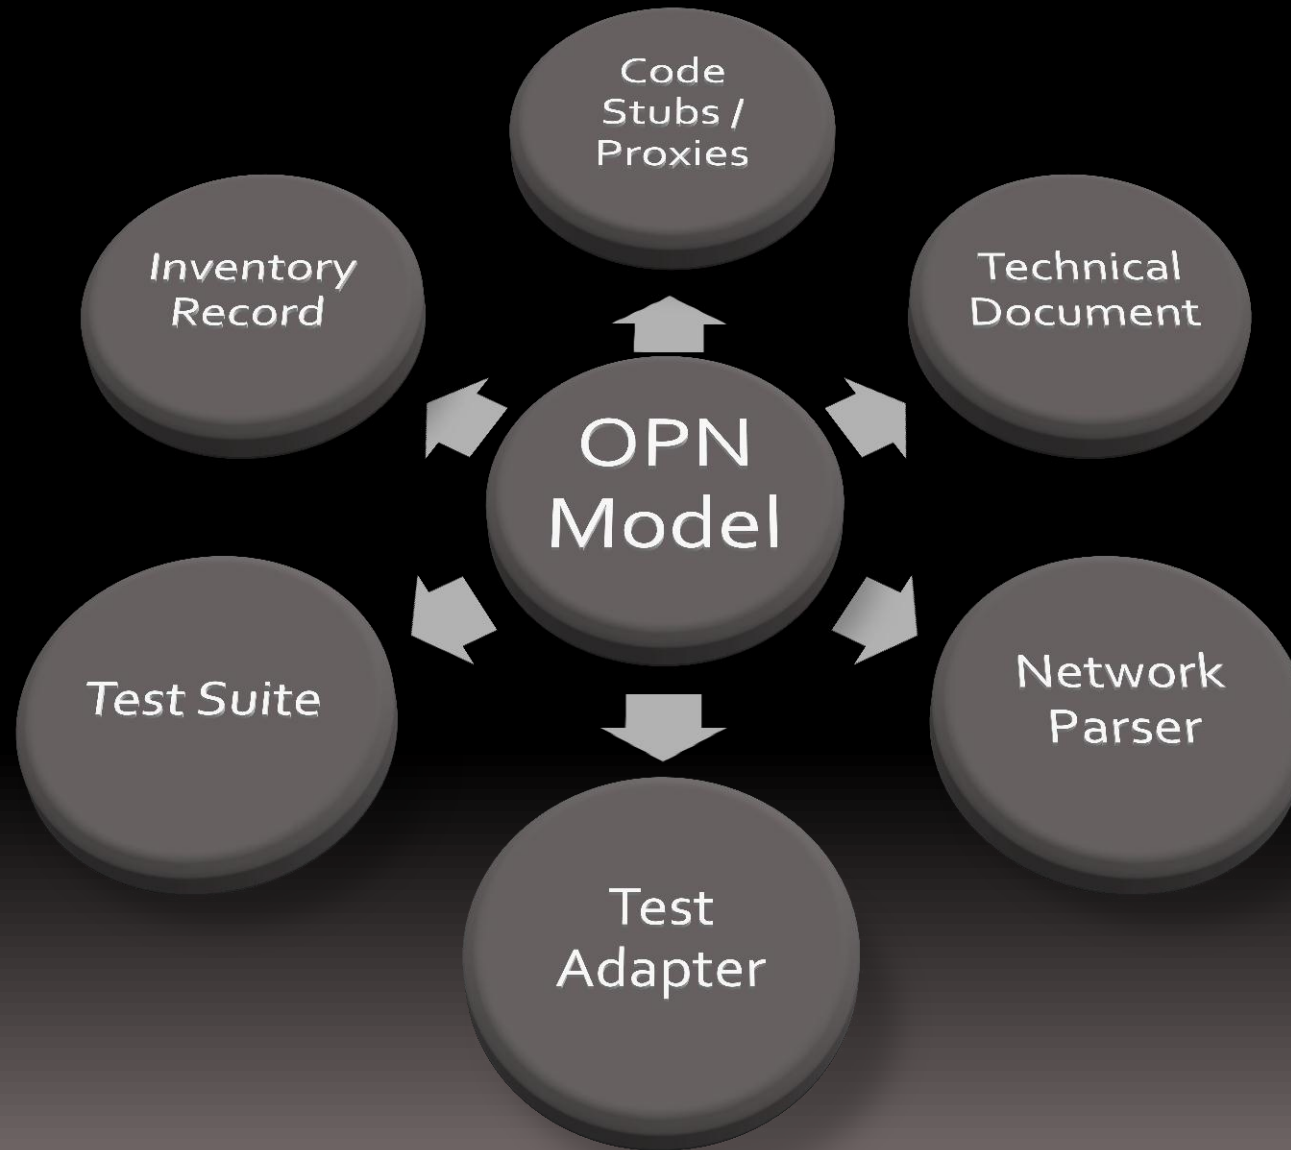 Code
Stubs /
Proxies
Inventory
Record
Technical
Document
OPN
Model
Test Suite
Network
Parser
Test
Adapter